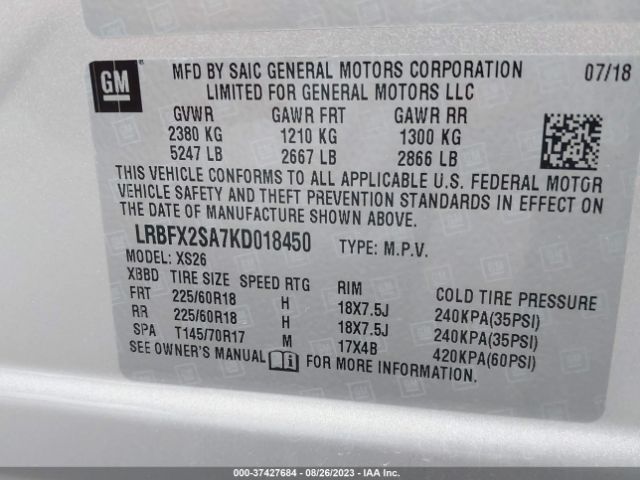 GM
MFD BY SAIC GENERAL MOTORS CORPORATION 07/18
LIMITED FOR GENERAL MOTORS LLC
GVWR GAWR FRT GAWR RR
2380 KG 1210 KG 1300 KG
5247 LB 2667 LB 2866 LB
THIS VEHICLE CONFORMS TO ALL APPLICABLE U.S. FEDERAL MOTOR
VEHICLE SAFETY AND THEFT PREVENTION STANDARDS IN EFFECT ON
THE DATE OF MANUFACTURE SHOWN ABOVE.
LRBFX2SA7KD018450 TYPE: M.P.V.
MODEL: XS26
XBBD TIRE SIZE SPEED RTG RIM COLD TIRE PRESSURE
FRT 225/60R18 H 18X7.5J 240KPA(35PSI)
RR 225/60R18 H 18X7.5J 240KPA(35PSI)
SPA T145/70R17 M 17X4B 420KPA(60PSI)
SEE OWNER'S MANUAL FOR MORE INFORMATION.
000-37427684 - 08/26/2023 - IAA Inc.